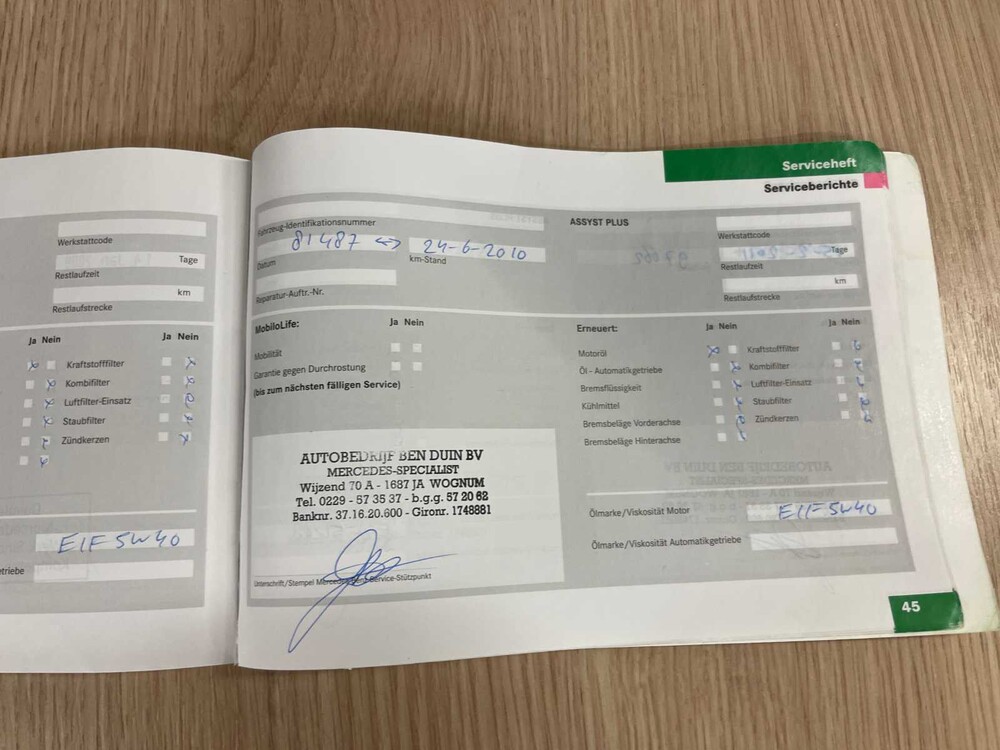 Werkstattcode
Tage
Restlaufzeit
km
Restlaufstrecke
Ja Nein
Ja Nein
Kraftstofffilter
Kombifilter
Luftfilter-Einsatz
Staubfilter
Zündkerzen
ElF 5W40
triebe
Serviceheft
Serviceberichte
Fahrzeug-Identifikationsnummer
81487 <-> 24-6-2010
Datum
km-Stand
Reparatur-Auftr.-Nr.
ASSYST PLUS
Werkstattcode
Tage
Restlaufzeit
km
Restlaufstrecke
MobiloLife:
Ja Nein
Mobilität
Garantie gegen Durchrostung
(bis zum nächsten fälligen Service)
Erneuert:
Ja Nein
Ja Nein
Motoröl
Kraftstofffilter
Öl - Automatikgetriebe
Kombifilter
Bremsflüssigkeit
Luftfilter-Einsatz
Kühlmittel
Staubfilter
Bremsbeläge Vorderachse
Zündkerzen
Bremsbeläge Hinterachse
AUTOBEDRIJF BEN DUIN BV
MERCEDES-SPECIALIST
Wijzend 70 A - 1687 JA WOGNUM
Tel. 0229 - 57 35 37 - b.g.g. 57 20 62
Banknr. 37.16.20.600 - Gironr. 1748881
Unterschrift/Stempel Mercedes-Benz Service-Stützpunkt
Ölmarke/Viskosität Motor
ElF 5W40
Ölmarke/Viskosität Automatikgetriebe
45